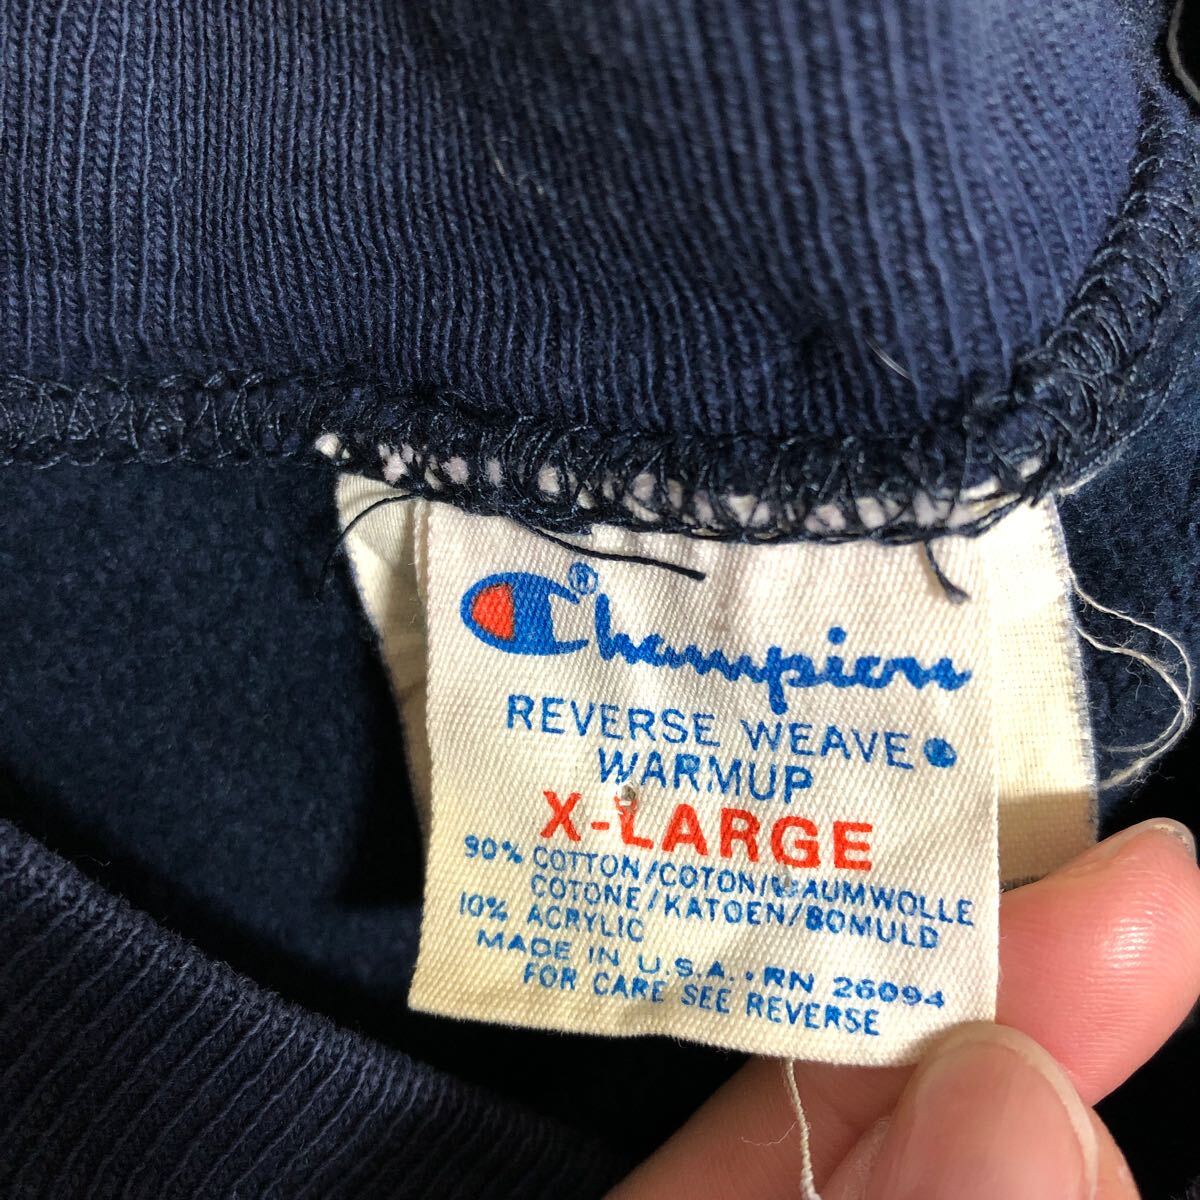 Champion®
REVERSE WEAVE
WARMUP
X-LARGE
90% COTTON/COTON/BAUMWOLLE
COTONE/KATOEN/BOMULD
10% ACRYLIC
MADE IN U.S.A. • RN 26094
FOR CARE SEE REVERSE